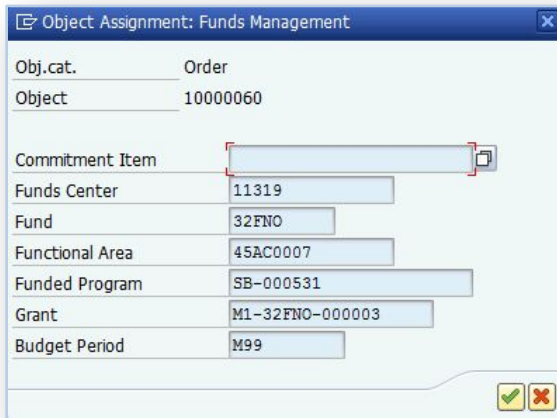 Object Assignment: Funds Management
Obj.cat. Order
Object 10000060
Commitment Item
Funds Center 11319
Fund 32FNO
Functional Area 45AC0007
Funded Program SB-000531
Grant M1-32FNO-000003
Budget Period M99